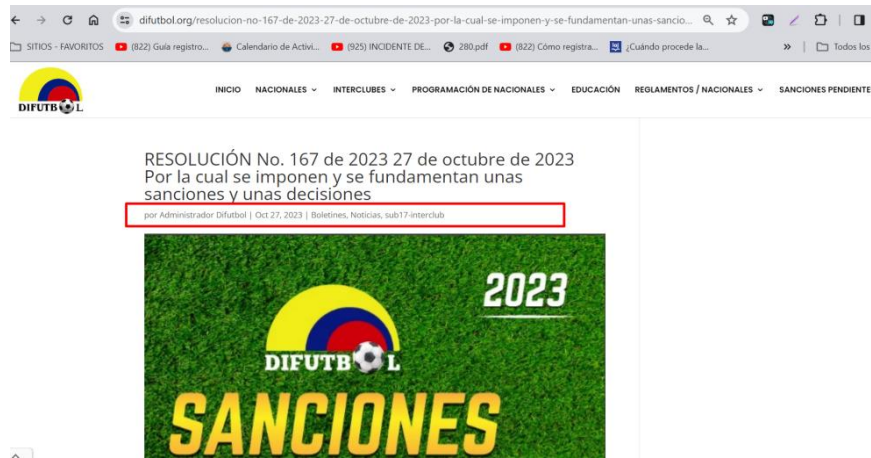 difutbol.org/resolucion-no-167-de-2023-27-de-octubre-de-2023-por-la-cual-se-imponen-y-se-fundamentan-unas-sancio...
SITIOS - FAVORITOS (822) Guía registro... Calendario de Activi... (925) INCIDENTE DE... 280.pdf (822) Cómo registra... ¿Cuándo procede la... » Todos los
DIFUTBOL INICIO NACIONALES INTERCLUBES PROGRAMACIÓN DE NACIONALES EDUCACIÓN REGLAMENTOS / NACIONALES SANCIONES PENDIENTE
RESOLUCIÓN No. 167 de 2023 27 de octubre de 2023
Por la cual se imponen y se fundamentan unas
sanciones y unas decisiones
por Administrador Difutbol | Oct 27, 2023 | Boletines, Noticias, sub17-interclub
2023
DIFUTBOL
SANCIONES